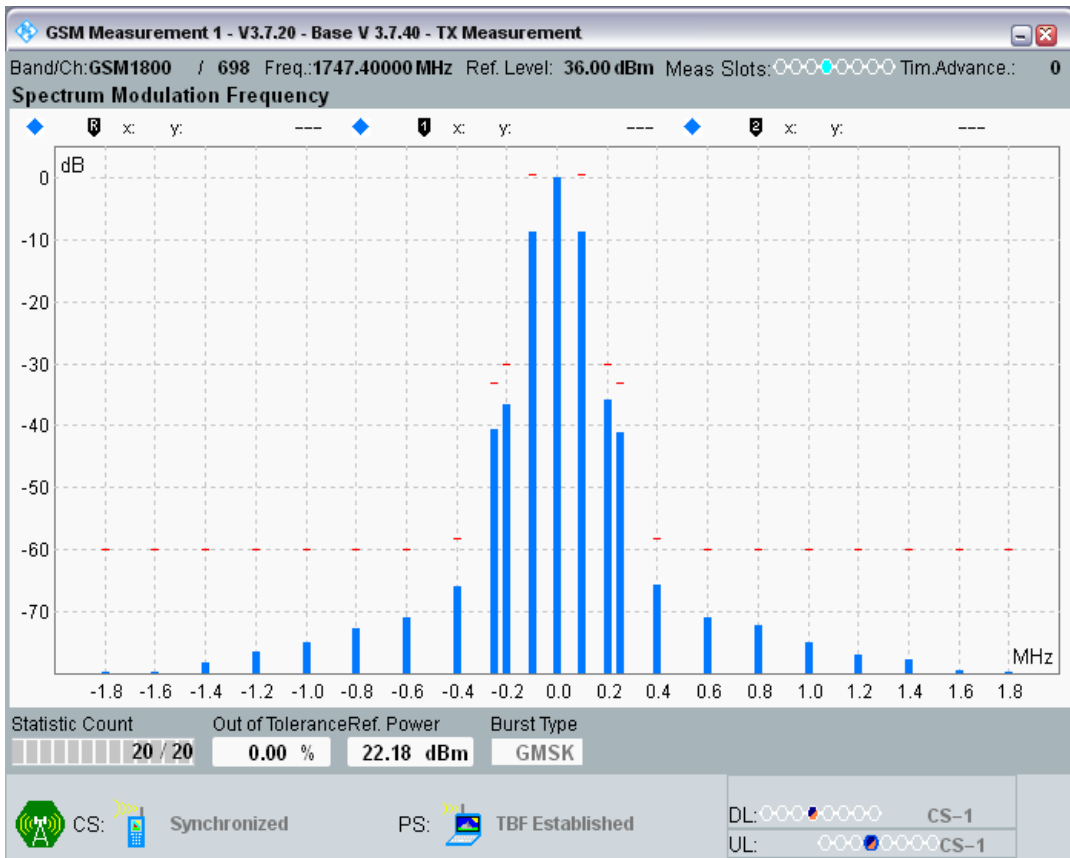 GSM Measurement 1 - V3.7.20 - Base V 3.7.40 - TX Measurement
Band/Ch:GSM1800 / 698 Freq.:1747.40000 MHz Ref. Level: 36.00 dBm Meas Slots: Tim.Advance.: 0
Spectrum Modulation Frequency
R x: y: --- 1 x: y: --- 2 x: y: ---
dB
0
-10
-20
-30
-40
-50
-60
-70
MHz
-1.8 -1.6 -1.4 -1.2 -1.0 -0.8 -0.6 -0.4 -0.2 0.0 0.2 0.4 0.6 0.8 1.0 1.2 1.4 1.6 1.8
Statistic Count Out of Tolerance Ref. Power Burst Type
20 / 20 0.00 % 22.18 dBm GMSK
CS: Synchronized PS: TBF Established
DL: CS-1
UL: CS-1